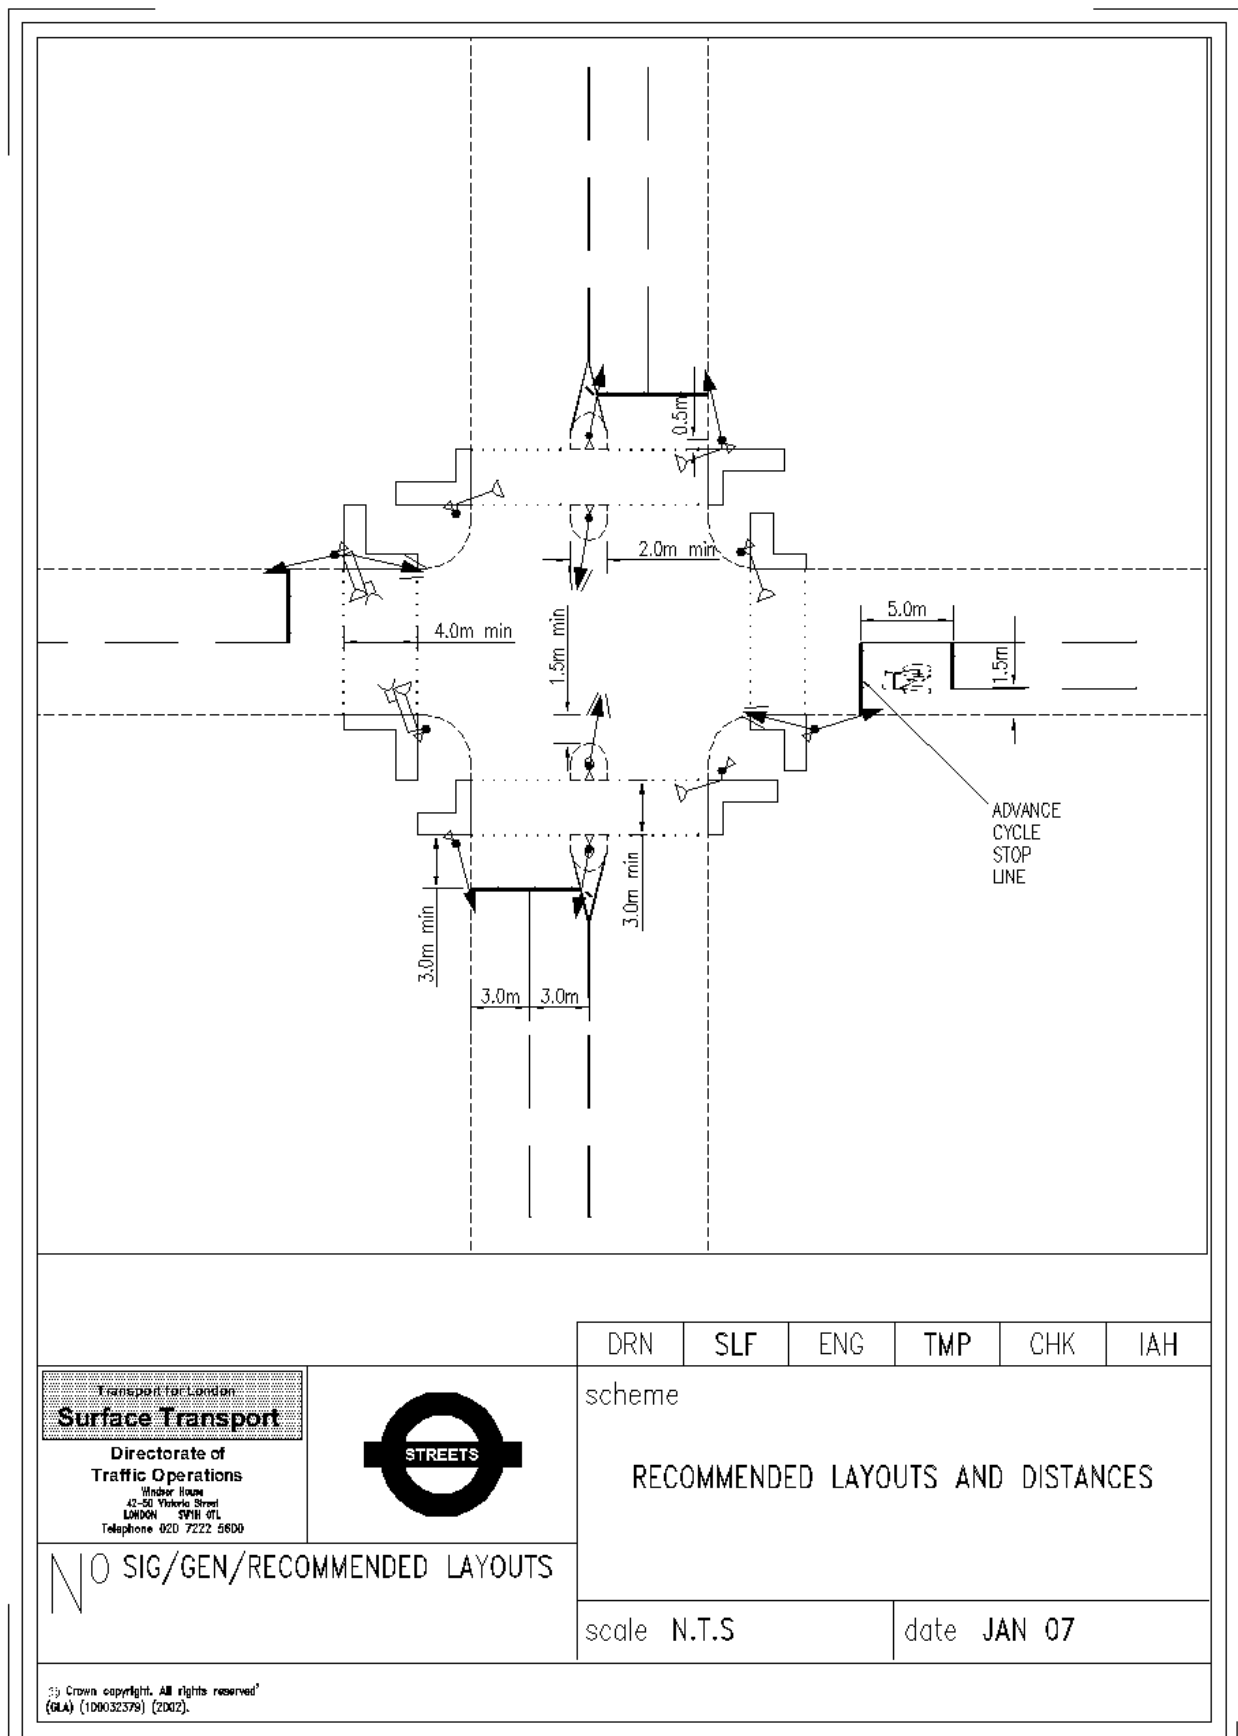 0.5m
2.0m min
4.0m min
1.5m min
5.0m
1.5m
ADVANCE
CYCLE
STOP
LINE
3.0m min
3.0m min
3.0m 3.0m
DRN SLF ENG TMP CHK IAH
Transport for London
Surface Transport
Directorate of
Traffic Operations
Windsor House
42-50 Victoria Street
LONDON SW1H 0TL
Telephone 020 7222 5600
STREETS
scheme
RECOMMENDED LAYOUTS AND DISTANCES
NO SIG/GEN/RECOMMENDED LAYOUTS
scale N.T.S
date JAN 07
Crown copyright. All rights reserved'
(GLA) (100032379) (2002).